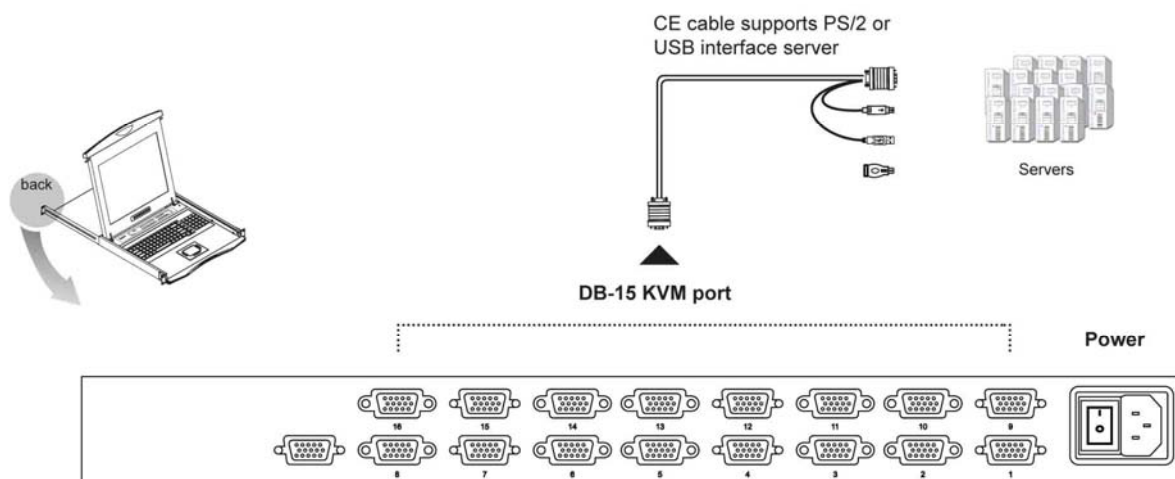 CE cable supports PS/2 or
USB interface server
back
Servers
DB-15 KVM port
Power
16 15 14 13 12 11 10 9
8 7 6 5 4 3 2 1